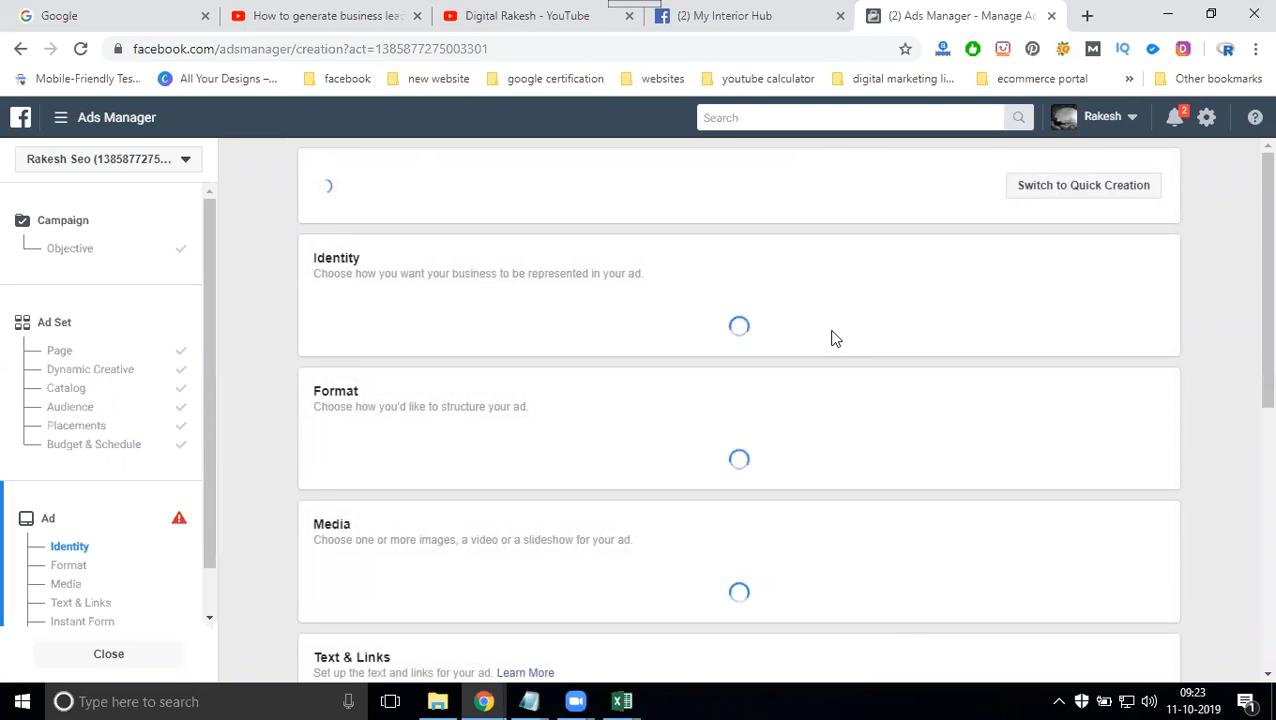 Google
How to generate business lea
Digital Rakesh - YouTube
(2) My Interior Hub
(2) Ads Manager - Manage Ad
facebook.com/adsmanager/creation?act=1385877275003301
Mobile-Friendly Tes...
All Your Designs –...
facebook
new website
google certification
websites
youtube calculator
digital marketing li...
ecommerce portal
Other bookmarks
Ads Manager
Search
Rakesh
2
Rakesh Seo (1385877275...
Switch to Quick Creation
Campaign
Objective
Identity
Choose how you want your business to be represented in your ad.
Ad Set
Page
Dynamic Creative
Catalog
Audience
Placements
Budget & Schedule
Format
Choose how you'd like to structure your ad.
Ad
Identity
Format
Media
Text & Links
Instant Form
Close
Media
Choose one or more images, a video or a slideshow for your ad.
Text & Links
Set up the text and links for your ad. Learn More
Type here to search
09:23
11-10-2019
1